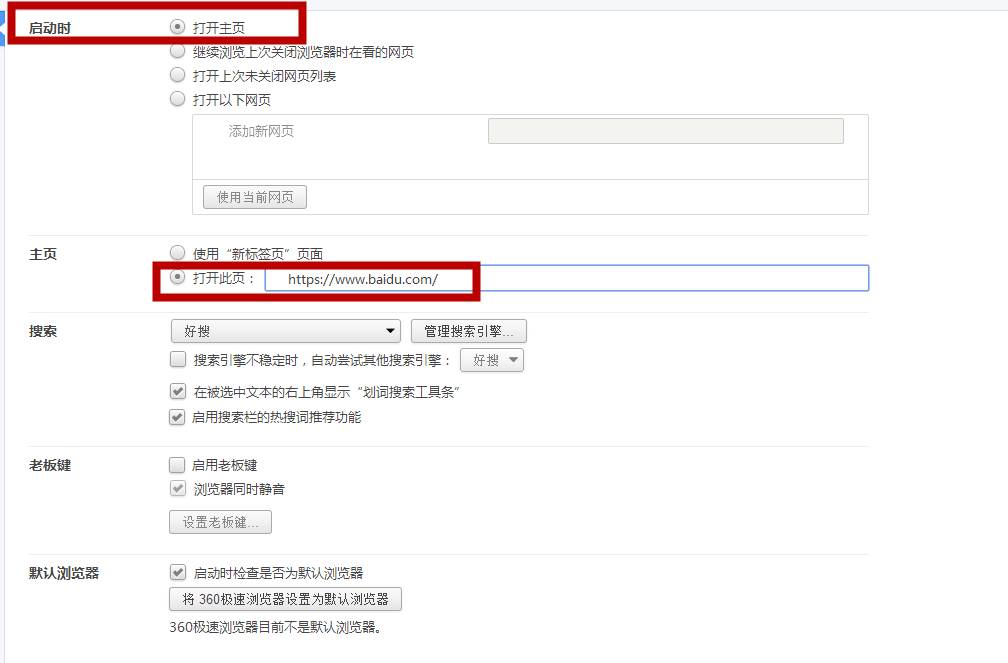 启动时 打开主页
继续浏览上次关闭浏览器时在看的网页
打开上次未关闭网页列表
打开以下网页
添加新网页
使用当前网页
主页 使用“新标签页”页面
打开此页： https://www.baidu.com/
搜索 好搜 管理搜索引擎...
搜索引擎不稳定时，自动尝试其他搜索引擎： 好搜
在被选中文本的右上角显示“划词搜索工具条”
启用搜索栏的热搜词推荐功能
老板键 启用老板键
浏览器同时静音
设置老板键...
默认浏览器 启动时检查是否为默认浏览器
将 360极速浏览器设置为默认浏览器
360极速浏览器目前不是默认浏览器。